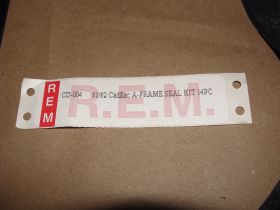 REM
CD-004 61/62 Cadillac A-FRAME SEAL KIT 14PC
R.E.M.